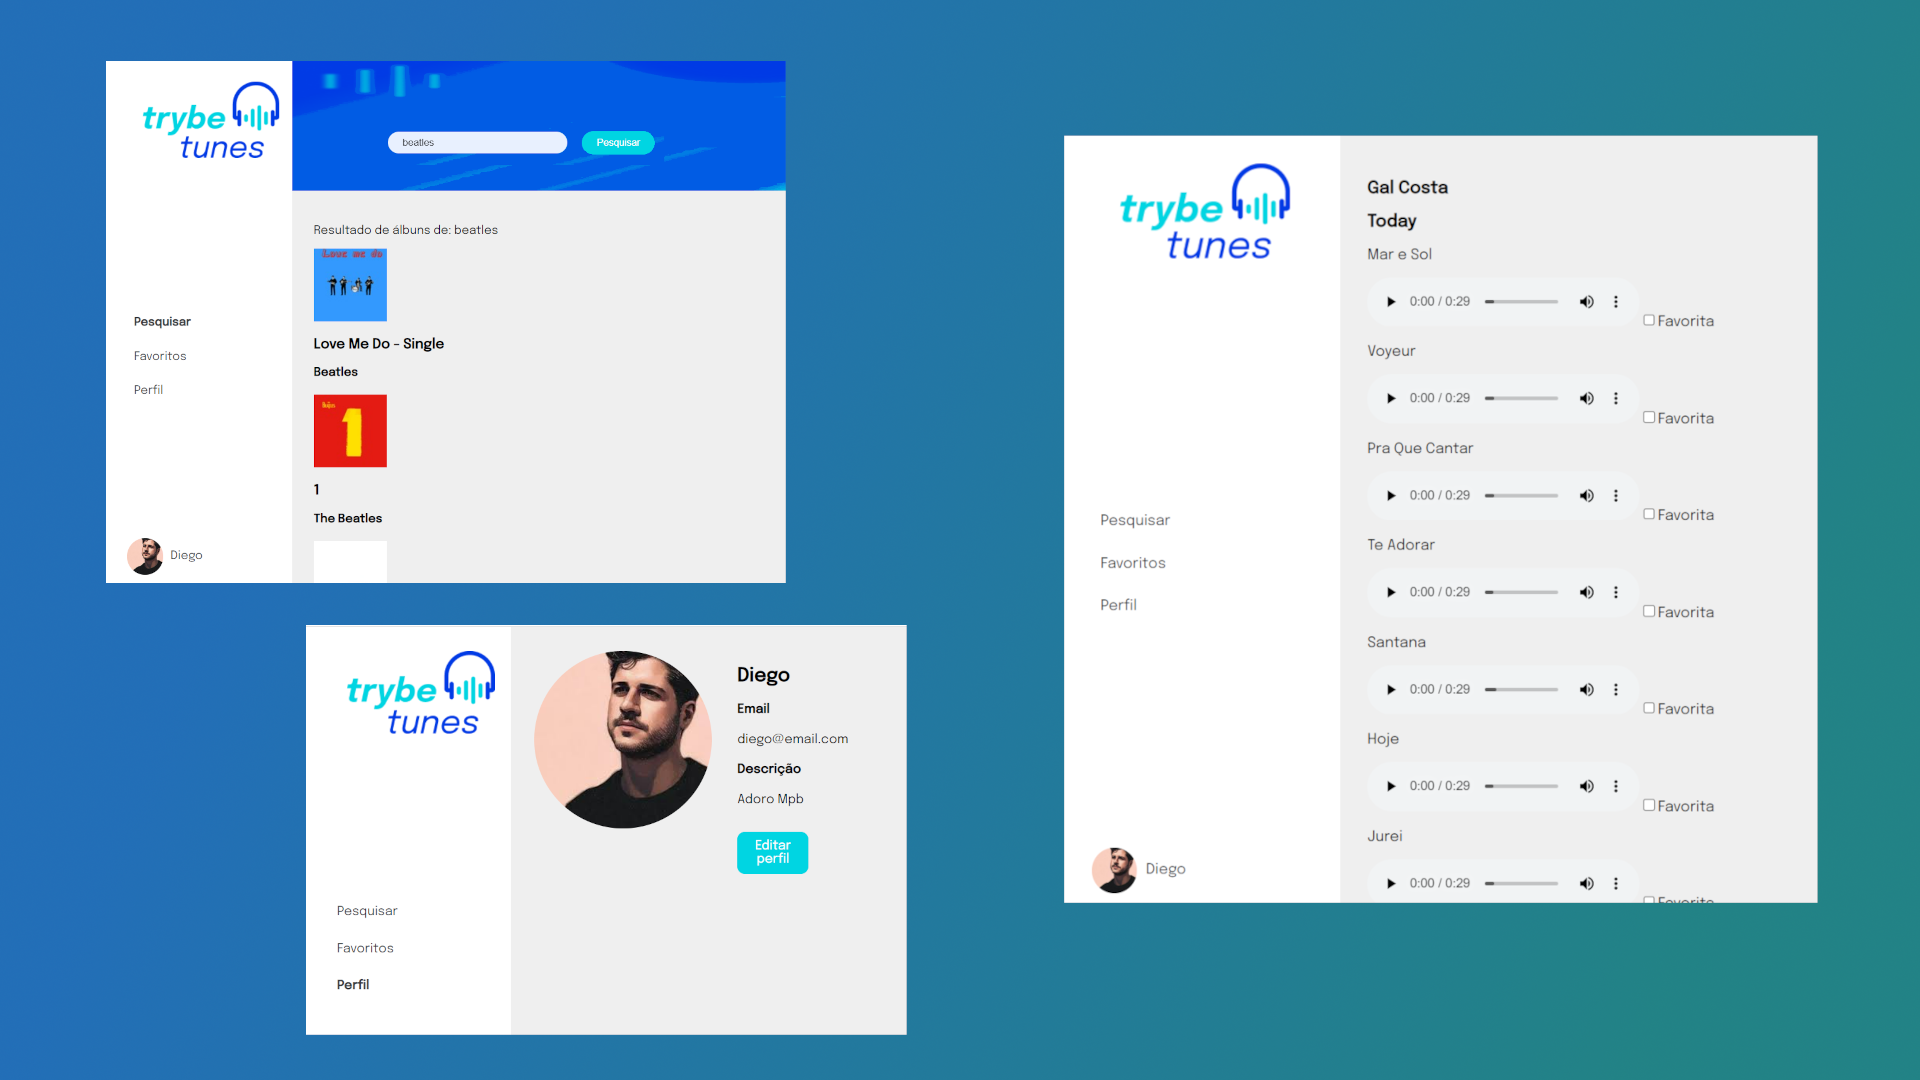 trybe
tunes
beatles
Pesquisar
Resultado de álbuns de: beatles
Love me do
Love Me Do - Single
Beatles
1
1
The Beatles
Pesquisar
Favoritos
Perfil
Diego
trybe
tunes
Diego
Email
diego@email.com
Descrição
Adoro Mpb
Editar
perfil
Pesquisar
Favoritos
Perfil
trybe
tunes
Pesquisar
Favoritos
Perfil
Diego
Gal Costa
Today
Mar e Sol
0:00 / 0:29
Favorita
Voyeur
0:00 / 0:29
Favorita
Pra Que Cantar
0:00 / 0:29
Favorita
Te Adorar
0:00 / 0:29
Favorita
Santana
0:00 / 0:29
Favorita
Hoje
0:00 / 0:29
Favorita
Jurei
0:00 / 0:29
Favorita